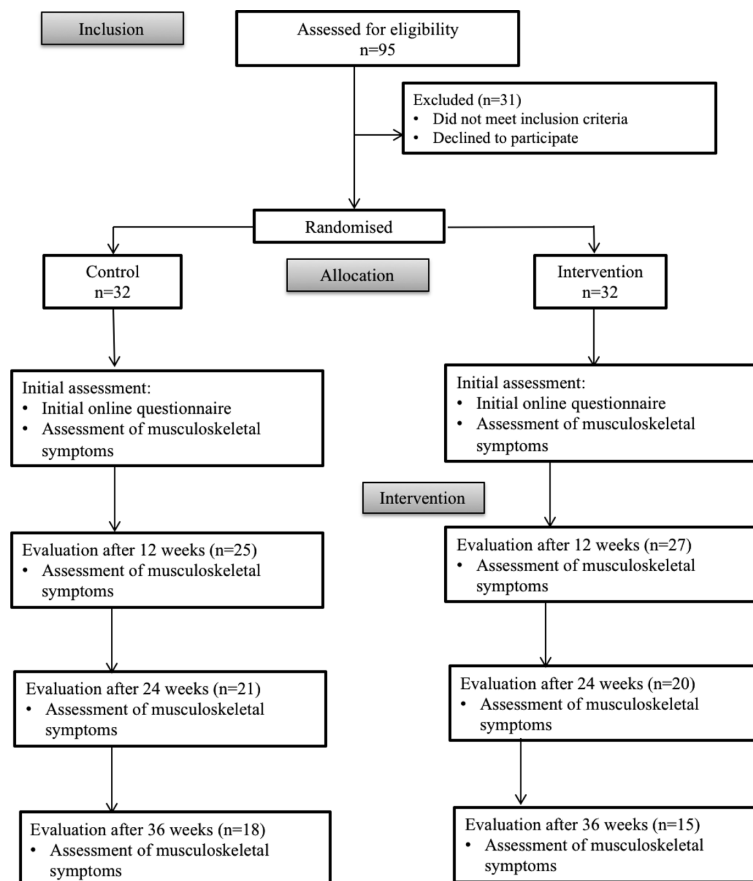 Inclusion
Assessed for eligibility
n=95
Excluded (n=31)
• Did not meet inclusion criteria
• Declined to participate
Randomised
Control
n=32
Allocation
Intervention
n=32
Initial assessment:
• Initial online questionnaire
• Assessment of musculoskeletal
symptoms
Initial assessment:
• Initial online questionnaire
• Assessment of musculoskeletal
symptoms
Intervention
Evaluation after 12 weeks (n=25)
• Assessment of musculoskeletal
symptoms
Evaluation after 12 weeks (n=27)
• Assessment of musculoskeletal
symptoms
Evaluation after 24 weeks (n=21)
• Assessment of musculoskeletal
symptoms
Evaluation after 24 weeks (n=20)
• Assessment of musculoskeletal
symptoms
Evaluation after 36 weeks (n=18)
• Assessment of musculoskeletal
symptoms
Evaluation after 36 weeks (n=15)
• Assessment of musculoskeletal
symptoms